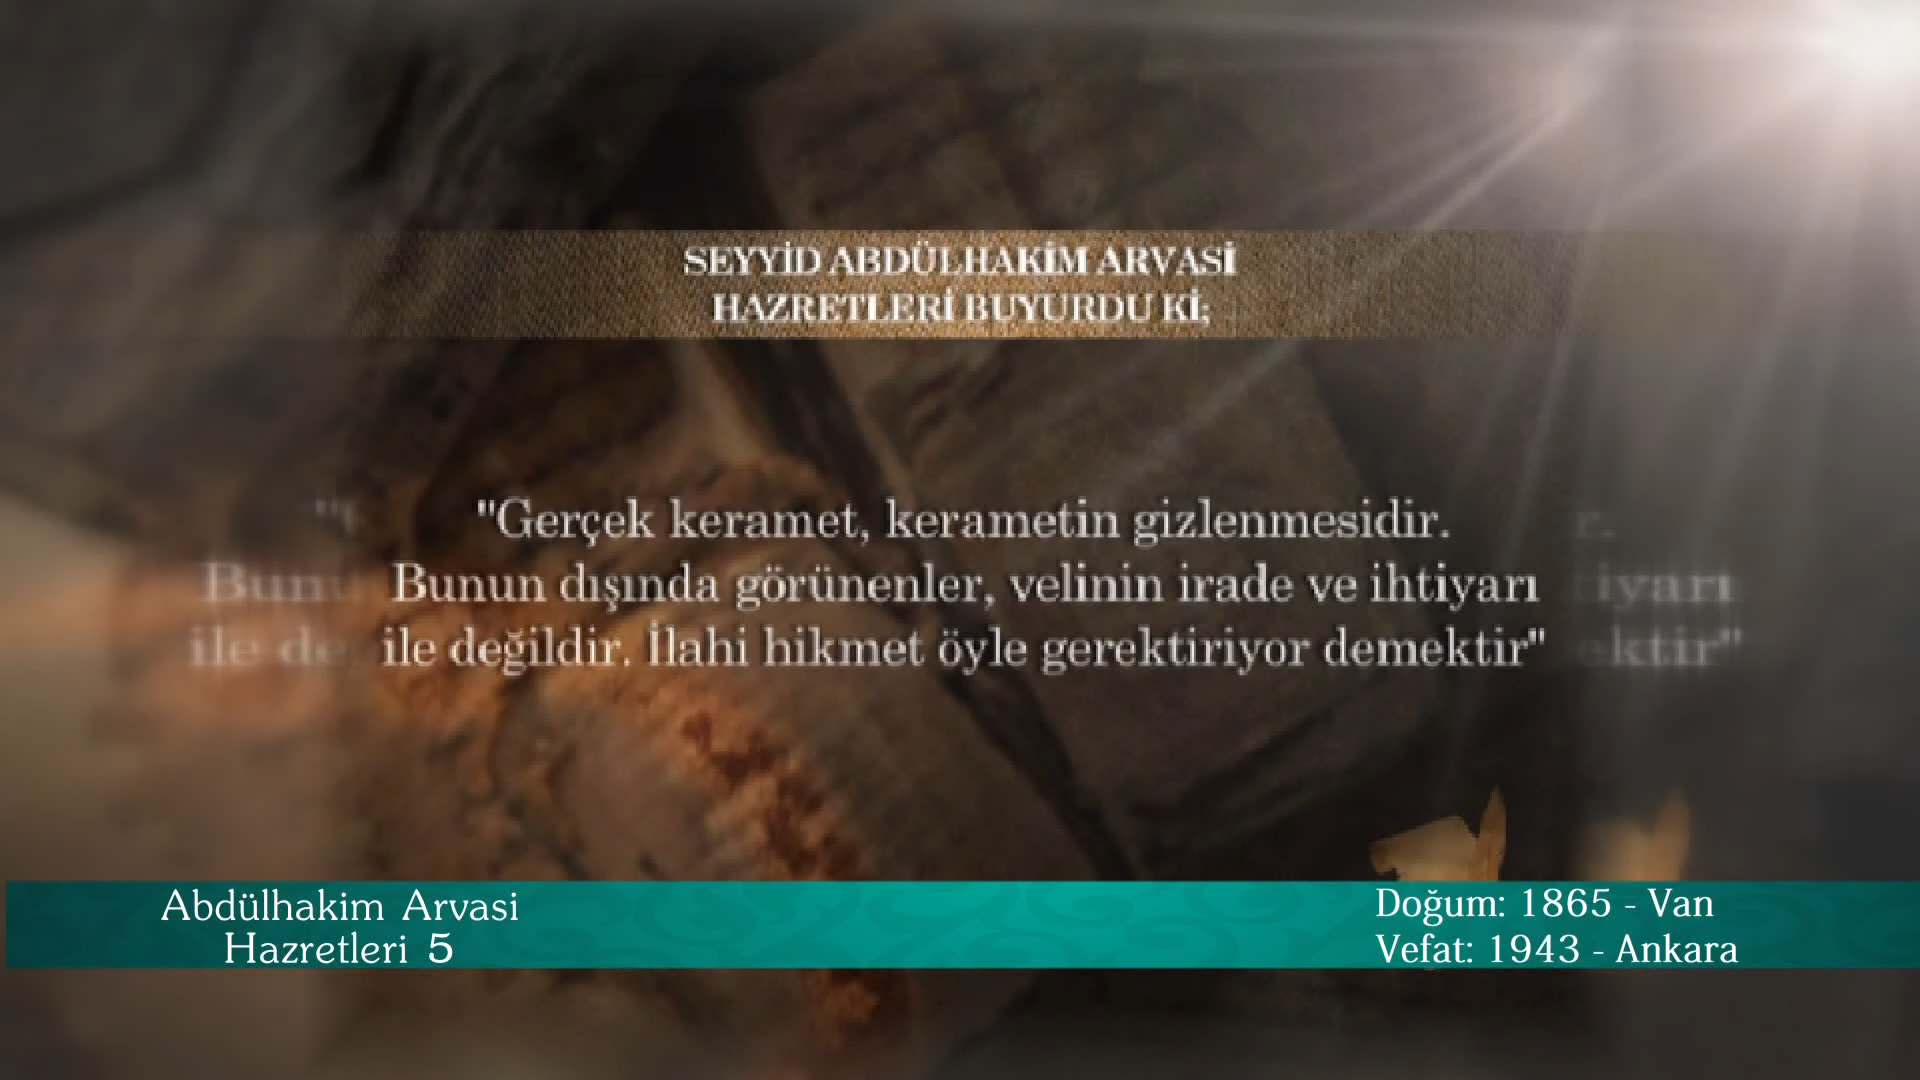 SEYYİD ABDÜLHAKİM ARVASİ
HAZRETLERİ BUYURDU Kİ;
"Gerçek keramet, kerametin gizlenmesidir.
Bunun dışında görünenler, velinin irade ve ihtiyarı
ile değildir. İlahi hikmet öyle gerektiriyor demektir"
Abdülhakim Arvasi
Hazretleri 5
Doğum: 1865 - Van
Vefat: 1943 - Ankara